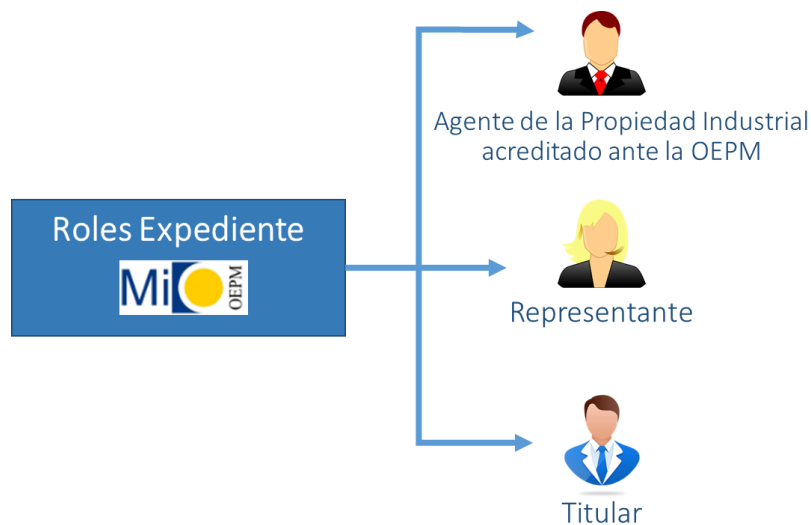 Agente de la Propiedad Industrial
acreditado ante la OEPM
Roles Expediente
Mi
OEPM
Representante
Titular